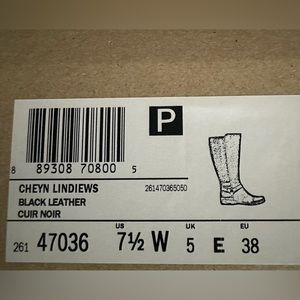 P
8 89308 70800 5
CHEYN LINDIEWS
261470365050
BLACK LEATHER
CUIR NOIR
US UK EU
261 47036 7½ W 5 E 38